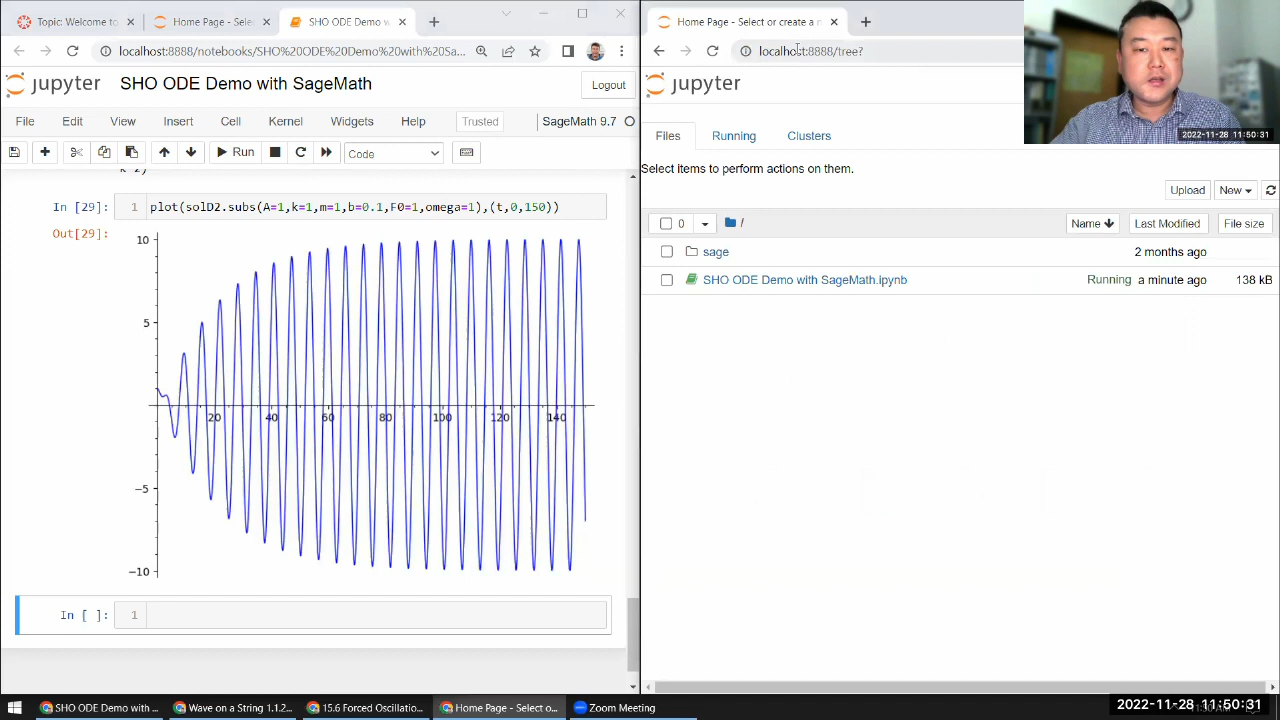 Topic: Welcome to
Home Page - Sele
SHO ODE Demo w
localhost:8888/notebooks/SHO%20ODE%20Demo%20with%20Sa...
jupyter
SHO ODE Demo with SageMath
Logout
File
Edit
View
Insert
Cell
Kernel
Widgets
Help
Trusted
SageMath 9.7
Run
Code
In [29]:
1
plot(solD2.subs(A=1,k=1,m=1,b=0.1,F0=1,omega=1),(t,0,150))
Out[29]:
10
5
-5
-10
20
40
60
80
100
120
140
In [ ]:
1
Home Page - Select or create a n
localhost:8888/tree?
jupyter
Files
Running
Clusters
Select items to perform actions on them.
Upload
New
0
/
Name
Last Modified
File size
sage
2 months ago
SHO ODE Demo with SageMath.ipynb
Running
a minute ago
138 kB
2022-11-28 11:50:31
SHO ODE Demo with ...
Wave on a String 1.1.2...
15.6 Forced Oscillatio...
Home Page - Select o...
Zoom Meeting
2022-11-28 11:50:31